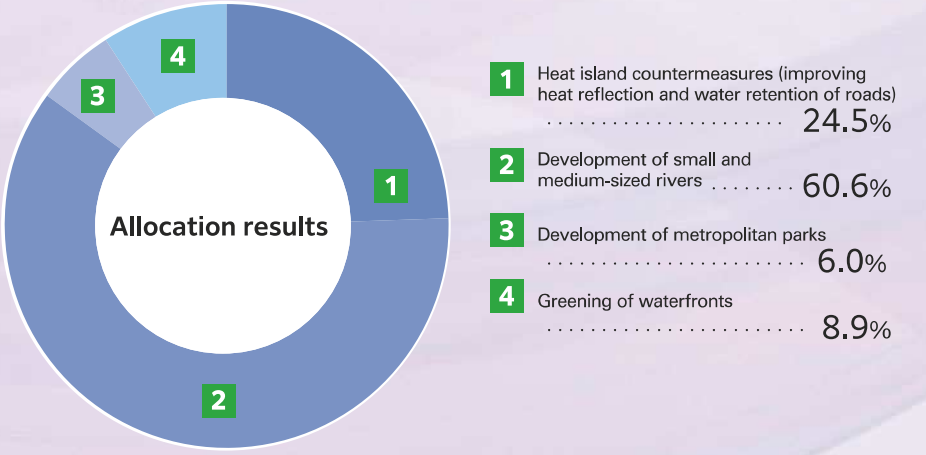 4
3
1
Allocation results
2
1 Heat island countermeasures (improving
heat reflection and water retention of roads)
. . . . . . . . . . . . . . . . . . . . . . 24.5%
2 Development of small and
medium-sized rivers . . . . . . . . 60.6%
3 Development of metropolitan parks
. . . . . . . . . . . . . . . . . . . . . . . . 6.0%
4 Greening of waterfronts
. . . . . . . . . . . . . . . . . . . . . . . . 8.9%